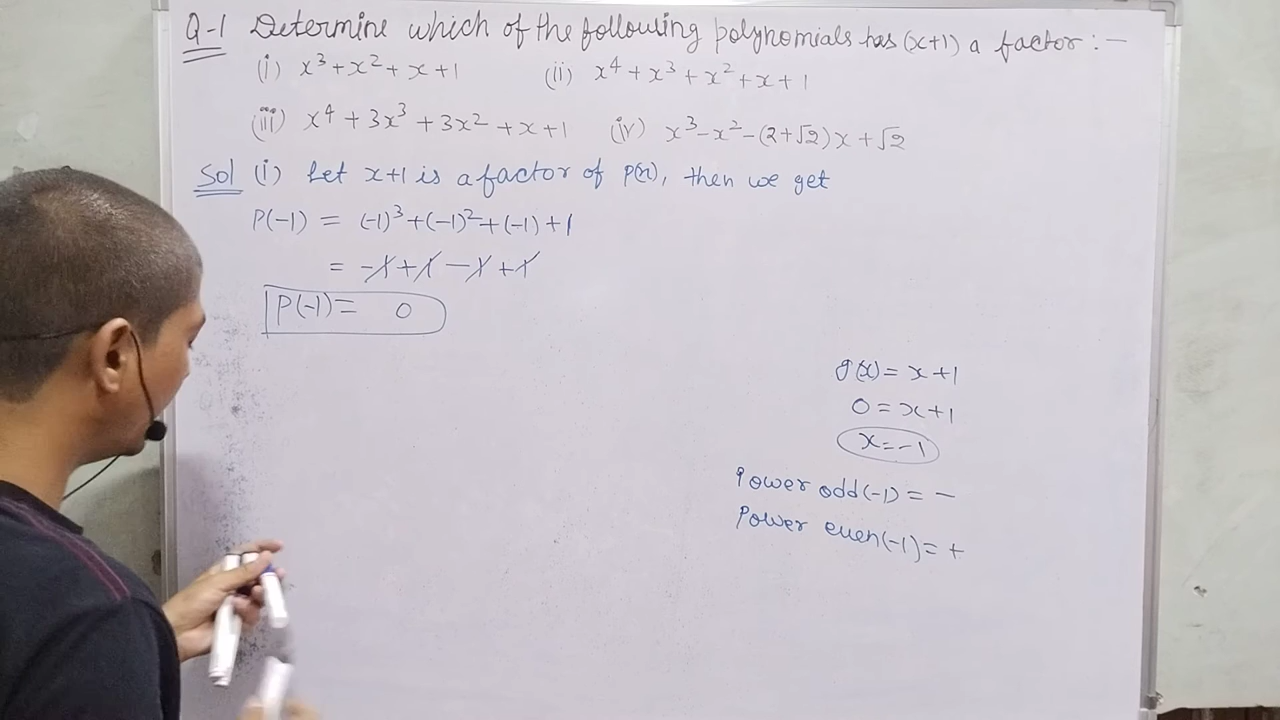 Q-1 Determine which of the following polynomials has (x+1) a factor :-
(i) x³+x²+x+1 (ii) x⁴+x³+x²+x+1
(iii) x⁴+3x³+3x²+x+1 (iv) x³-x²-(2+√2)x+√2
Sol (i) Let x+1 is a factor of P(x), then we get
P(-1) = (-1)³+(-1)²+(-1)+1
= -1+1-1+1
P(-1) = 0
g(x) = x+1
0 = x+1
x=-1
Power odd(-1) = -
Power even(-1) = +